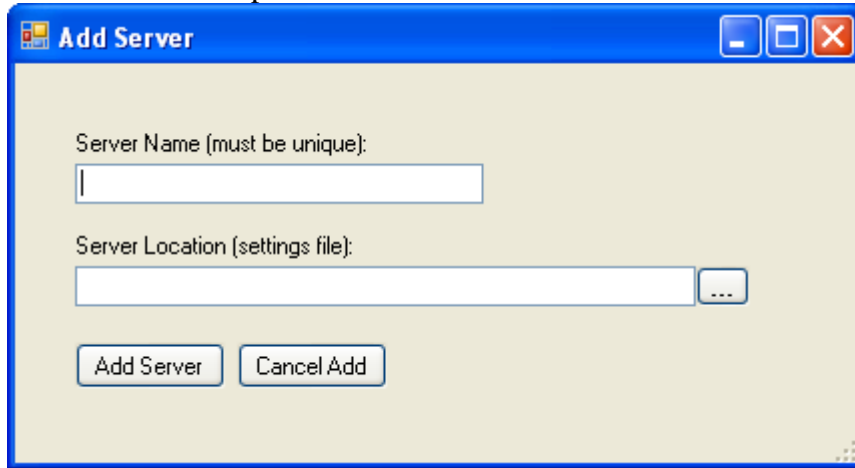 Add Server
Server Name (must be unique):
Server Location (settings file):
...
Add Server Cancel Add